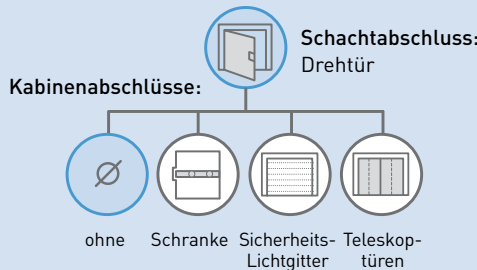 Schachtabschluss:
Drehtür
Kabinenabschlüsse:
ohne
Schranke
Sicherheits-
Lichtgitter
Teleskop-
türen